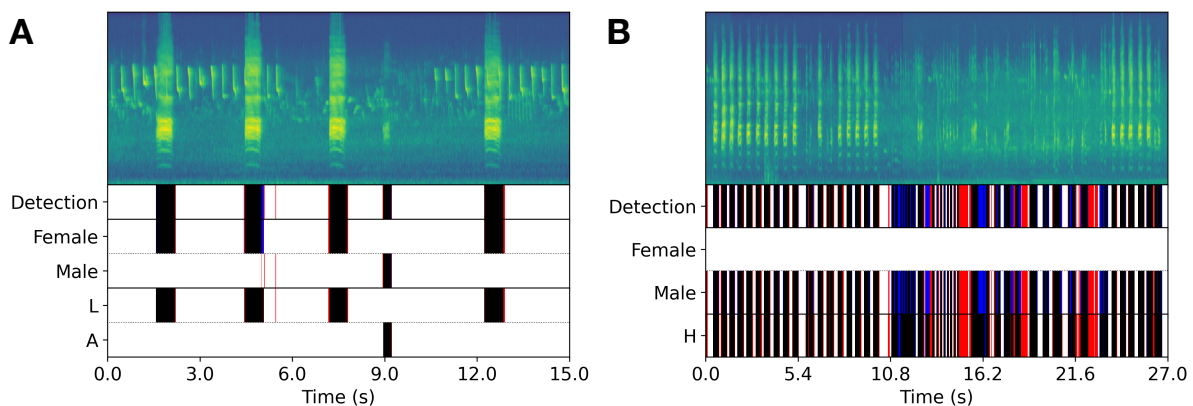 A
Detection
Female
Male
L
A
0.0 3.0 6.0 9.0 12.0 15.0
Time (s)
B
Detection
Female
Male
H
0.0 5.4 10.8 16.2 21.6 27.0
Time (s)